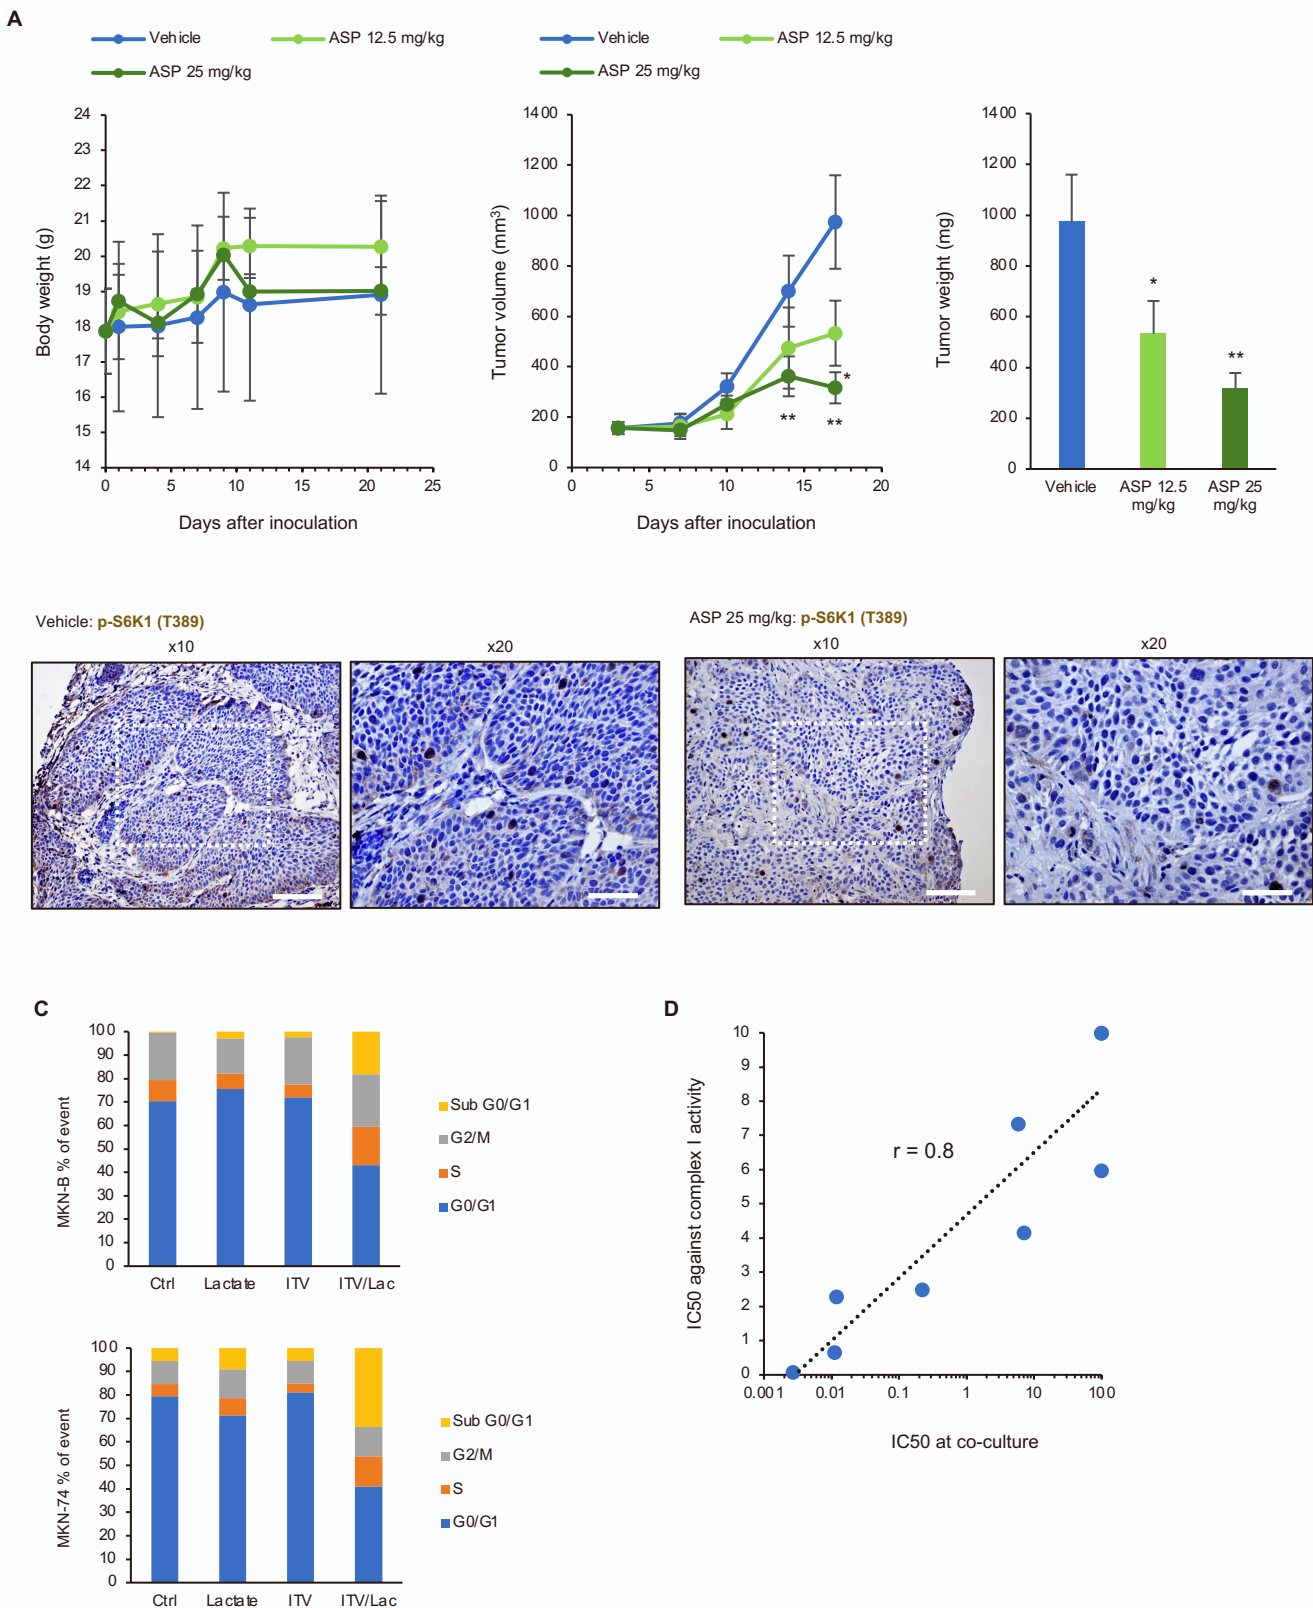 A
Vehicle
ASP 12.5 mg/kg
ASP 25 mg/kg
Body weight (g)
24
23
22
21
20
19
18
17
16
15
14
0 5 10 15 20 25
Days after inoculation
Vehicle
ASP 12.5 mg/kg
ASP 25 mg/kg
Tumor volume (mm³)
1400
1200
1000
800
600
400
200
0
*
** **
0 5 10 15 20
Days after inoculation
Tumor weight (mg)
1400
1200
1000
800
600
400
200
0
*
**
Vehicle
ASP 12.5
mg/kg
ASP 25
mg/kg
Vehicle: p-S6K1 (T389)
x10
x20
ASP 25 mg/kg: p-S6K1 (T389)
x10
x20
C
MKN-B % of event
100
90
80
70
60
50
40
30
20
10
0
Ctrl Lactate ITV ITV/Lac
Sub G0/G1
G2/M
S
G0/G1
MKN-74 % of event
100
90
80
70
60
50
40
30
20
10
0
Ctrl Lactate ITV ITV/Lac
Sub G0/G1
G2/M
S
G0/G1
D
IC50 against complex I activity
10
9
8
7
6
5
4
3
2
1
0
r = 0.8
0.001 0.01 0.1 1 10 100
IC50 at co-culture